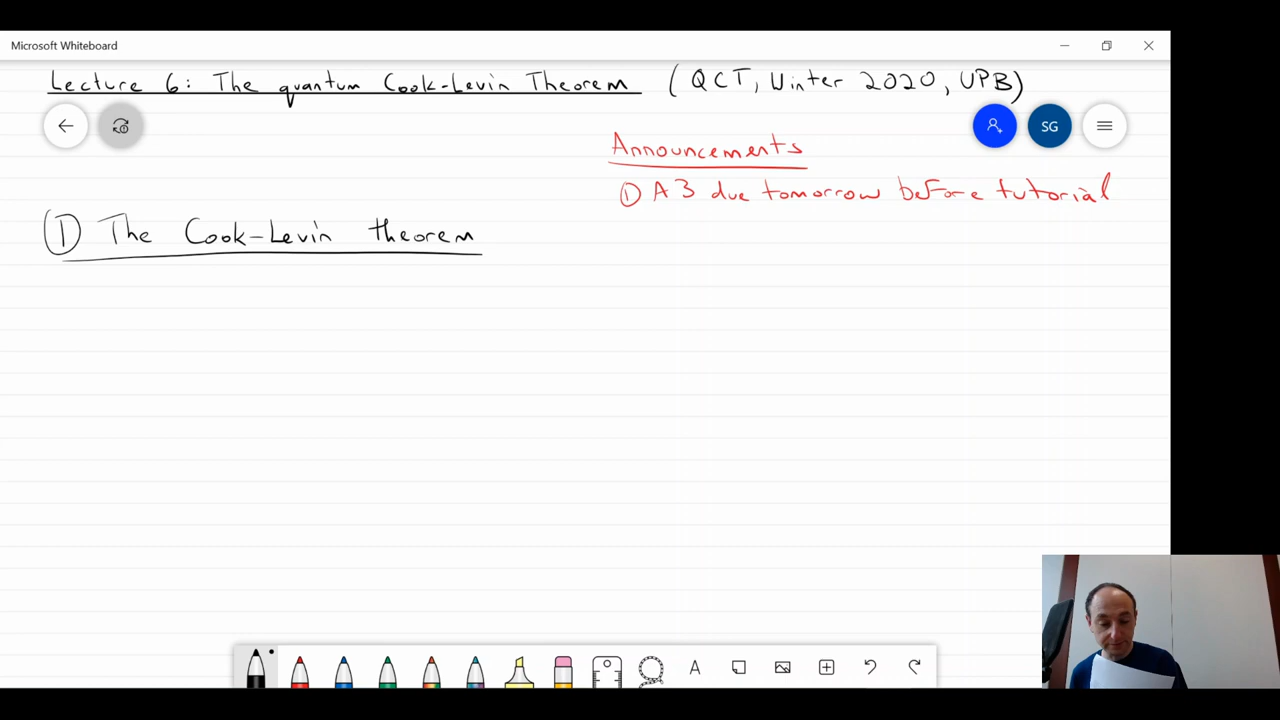 Microsoft Whiteboard
Lecture 6: The quantum Cook-Levin Theorem (QCT, Winter 2020, UPB)
SG
Announcements
① A3 due tomorrow before tutorial
① The Cook-Levin theorem
A